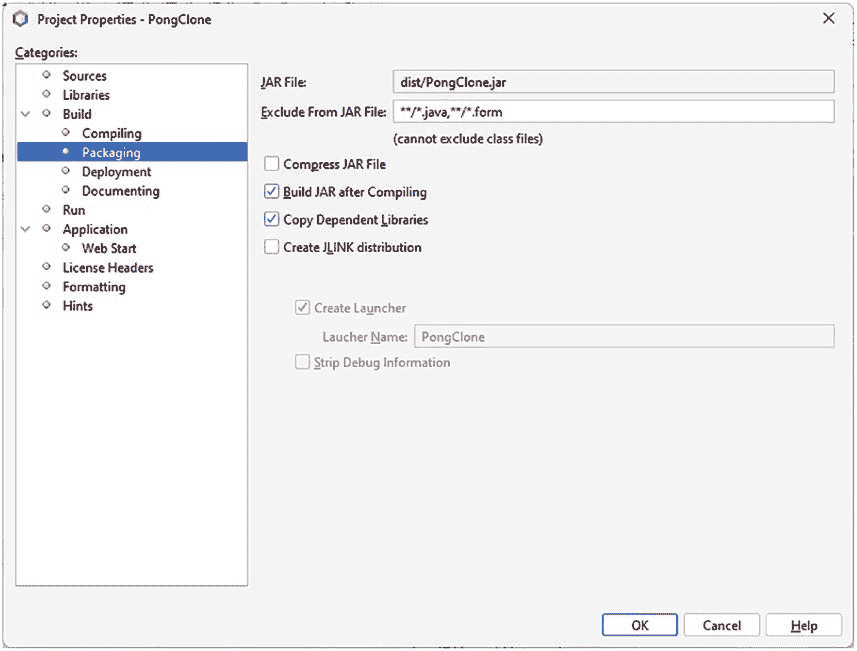 Project Properties - PongClone
Categories:
Sources
Libraries
Build
Compiling
Packaging
Deployment
Documenting
Run
Application
Web Start
License Headers
Formatting
Hints
JAR File: dist/PongClone.jar
Exclude From JAR File: **/*.java,**/*.form
(cannot exclude class files)
Compress JAR File
Build JAR after Compiling
Copy Dependent Libraries
Create JLINK distribution
Create Launcher
Laucher Name: PongClone
Strip Debug Information
OK Cancel Help